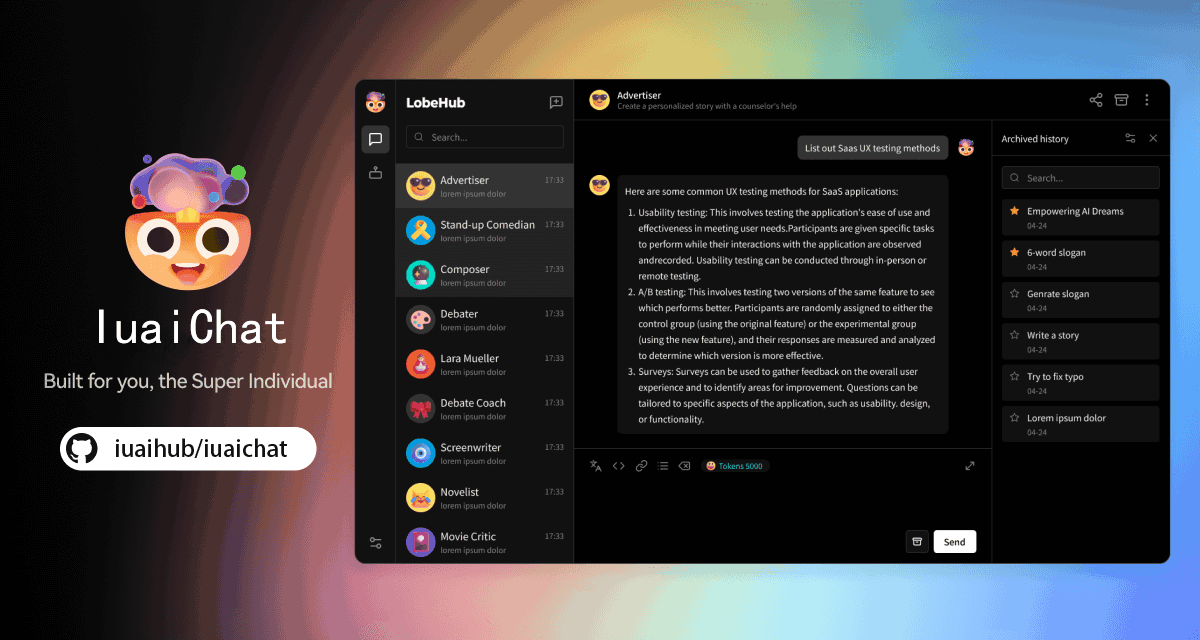 IuaiChat
Built for you, the Super Individual
iuaihub/iuaichat
LobeHub
Search...
Advertiser
17:33
lorem ipsum dolor
Stand-up Comedian
17:33
lorem ipsum dolor
Composer
17:33
lorem ipsum dolor
Debater
17:33
lorem ipsum dolor
Lara Mueller
17:33
lorem ipsum dolor
Debate Coach
17:33
lorem ipsum dolor
Screenwriter
17:33
lorem ipsum dolor
Novelist
17:33
lorem ipsum dolor
Movie Critic
17:33
lorem ipsum dolor
Advertiser
Create a personalized story with a counselor's help
List out Saas UX testing methods
Here are some common UX testing methods for SaaS applications:
1. Usability testing: This involves testing the application's ease of use and
effectiveness in meeting user needs.Participants are given specific tasks
to perform while their interactions with the application are observed
andrecorded. Usability testing can be conducted through in-person or
remote testing.
2. A/B testing: This involves testing two versions of the same feature to see
which performs better. Participants are randomly assigned to either the
control group (using the original feature) or the experimental group
(using the new feature), and their responses are measured and analyzed
to determine which version is more effective.
3. Surveys: Surveys can be used to gather feedback on the overall user
experience and to identify areas for improvement. Questions can be
tailored to specific aspects of the application, such as usability. design,
or functionality.
Tokens 5000
Send
Archived history
Search...
Empowering AI Dreams
04-24
6-word slogan
04-24
Genrate slogan
04-24
Write a story
04-24
Try to fix typo
04-24
Lorem ipsum dolor
04-24